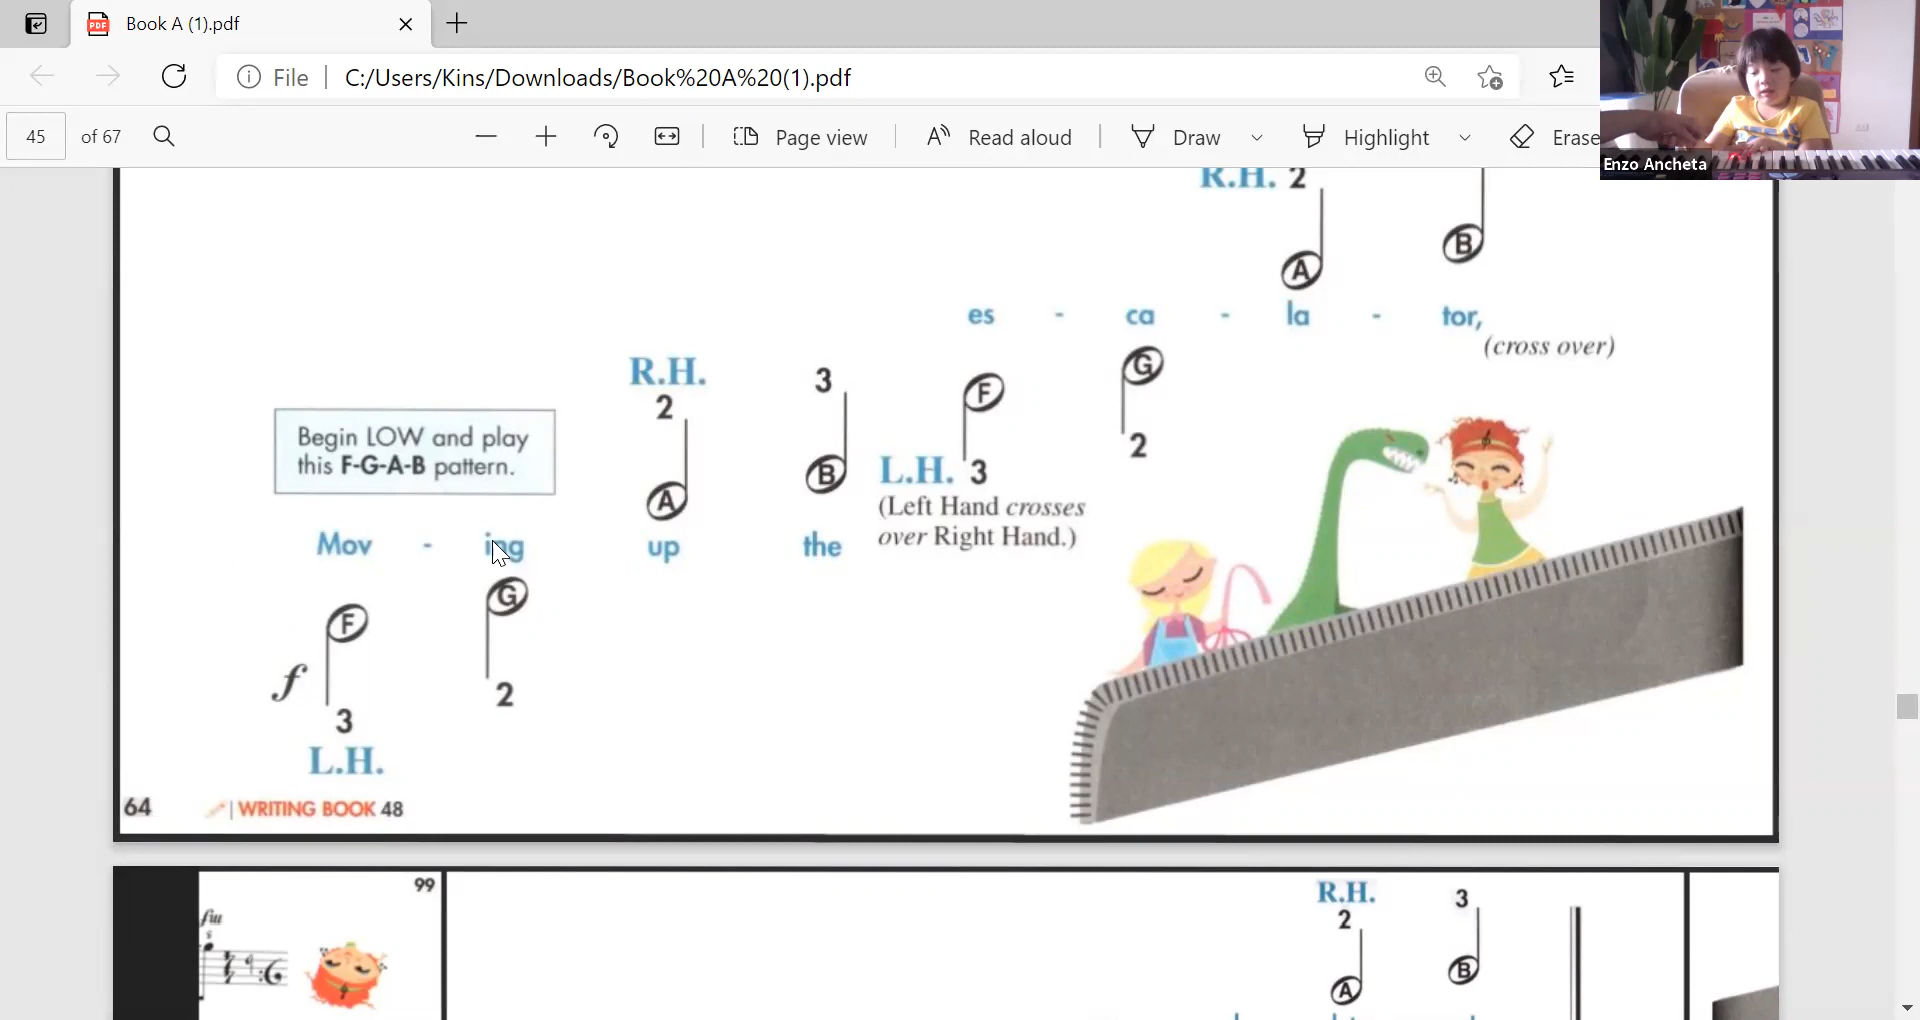 Book A (1).pdf
File
C:/Users/Kins/Downloads/Book%20A%20(1).pdf
45 of 67
Page view
Read aloud
Draw
Highlight
Erase
Enzo Ancheta
R.H. 2
A
B
es - ca - la - tor,
(cross over)
R.H.
2
3
F
G
Begin LOW and play
this F-G-A-B pattern.
A
B
L.H. 3
2
(Left Hand crosses
over Right Hand.)
Mov - ing up the
F
G
f
3
2
L.H.
64
WRITING BOOK 48
99
R.H.
2
3
A
B